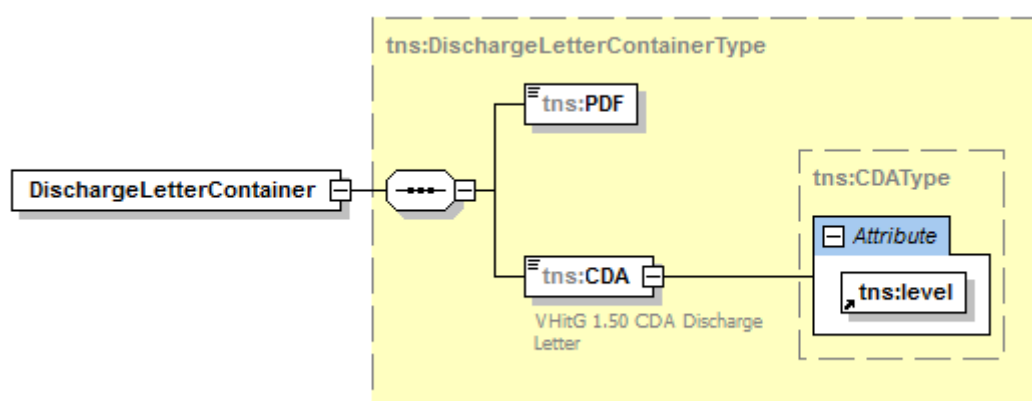 tns:DischargeLetterContainerType
tns:PDF
DischargeLetterContainer
tns:CDAType
Attribute
tns:CDA
tns:level
VHitG 1.50 CDA Discharge
Letter